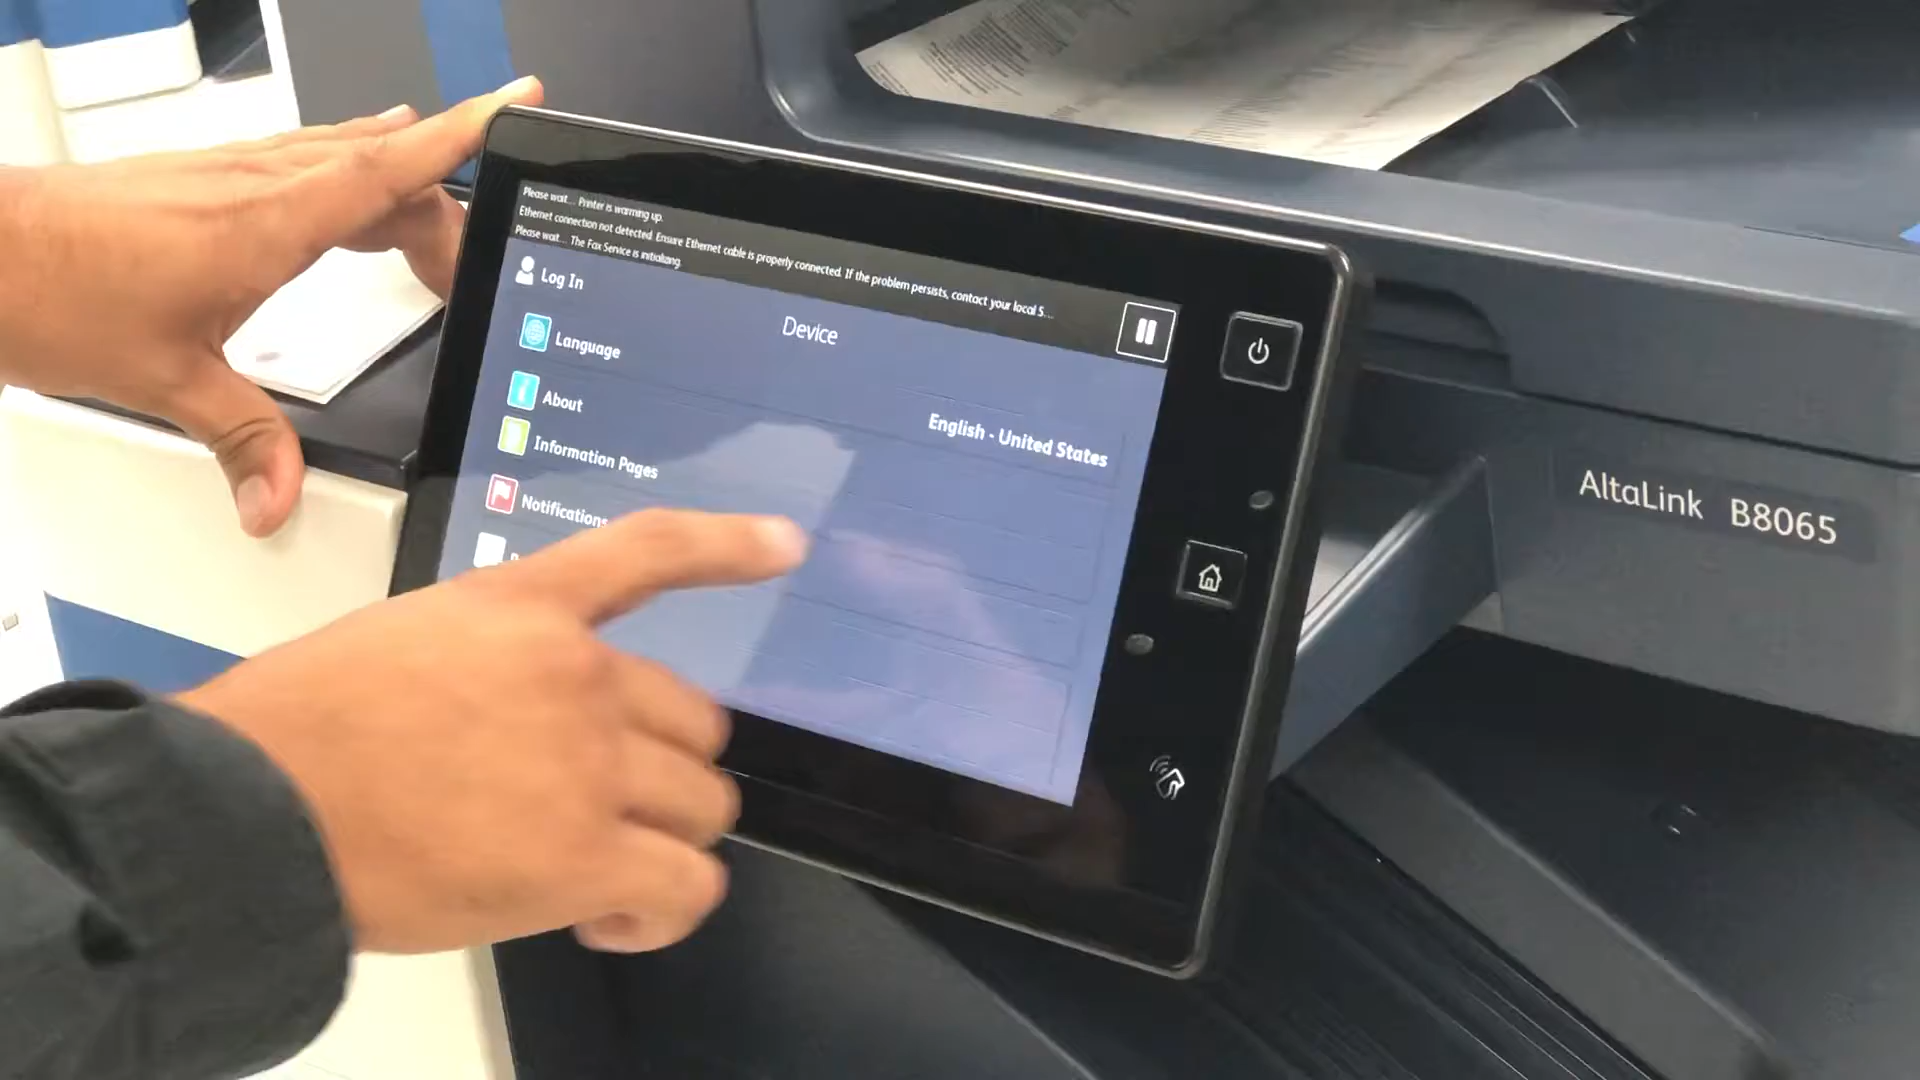 Please wait... Printer is warming up.
Ethernet connection not detected. Ensure Ethernet cable is properly connected. If the problem persists, contact your local S...
Please wait... The Fax Service is initializing.
Log In
Device
Language
English - United States
About
Information Pages
Notifications
AltaLink B8065